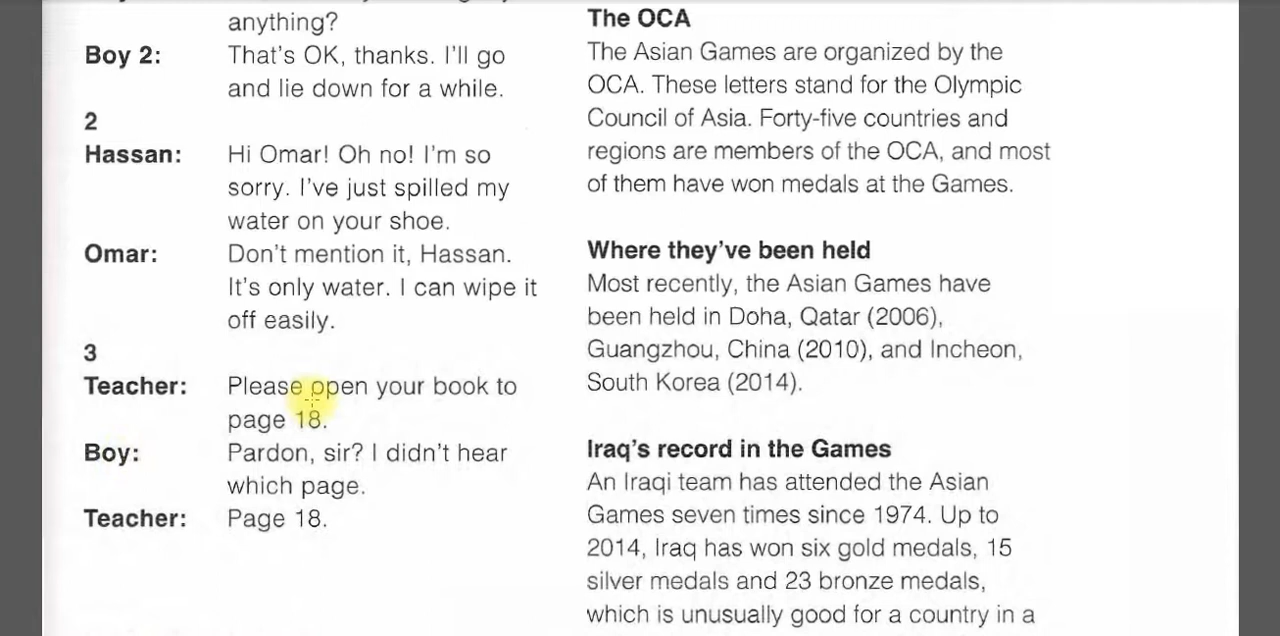 anything?
Boy 2: That's OK, thanks. I'll go
and lie down for a while.
2
Hassan: Hi Omar! Oh no! I'm so
sorry. I've just spilled my
water on your shoe.
Omar: Don't mention it, Hassan.
It's only water. I can wipe it
off easily.
3
Teacher: Please open your book to
page 18.
Boy: Pardon, sir? I didn't hear
which page.
Teacher: Page 18.
The OCA
The Asian Games are organized by the
OCA. These letters stand for the Olympic
Council of Asia. Forty-five countries and
regions are members of the OCA, and most
of them have won medals at the Games.
Where they've been held
Most recently, the Asian Games have
been held in Doha, Qatar (2006),
Guangzhou, China (2010), and Incheon,
South Korea (2014).
Iraq's record in the Games
An Iraqi team has attended the Asian
Games seven times since 1974. Up to
2014, Iraq has won six gold medals, 15
silver medals and 23 bronze medals,
which is unusually good for a country in a